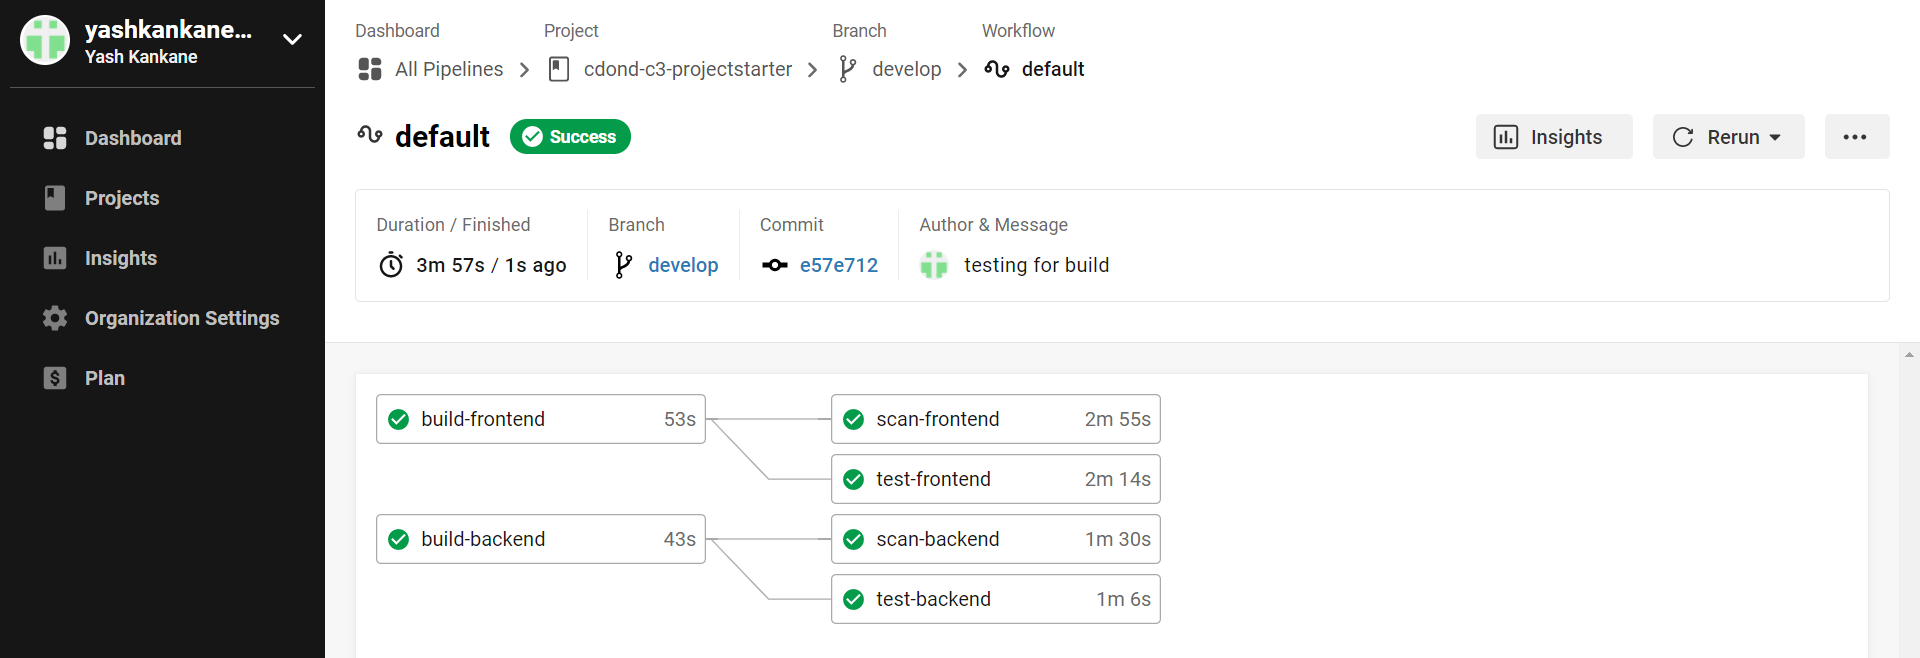 yashkankane...
Yash Kankane
Dashboard
Projects
Insights
Organization Settings
Plan
Dashboard Project Branch Workflow
All Pipelines cdond-c3-projectstarter develop default
default Success Insights Rerun
Duration / Finished Branch Commit Author & Message
3m 57s / 1s ago develop e57e712 testing for build
build-frontend 53s scan-frontend 2m 55s
test-frontend 2m 14s
build-backend 43s scan-backend 1m 30s
test-backend 1m 6s